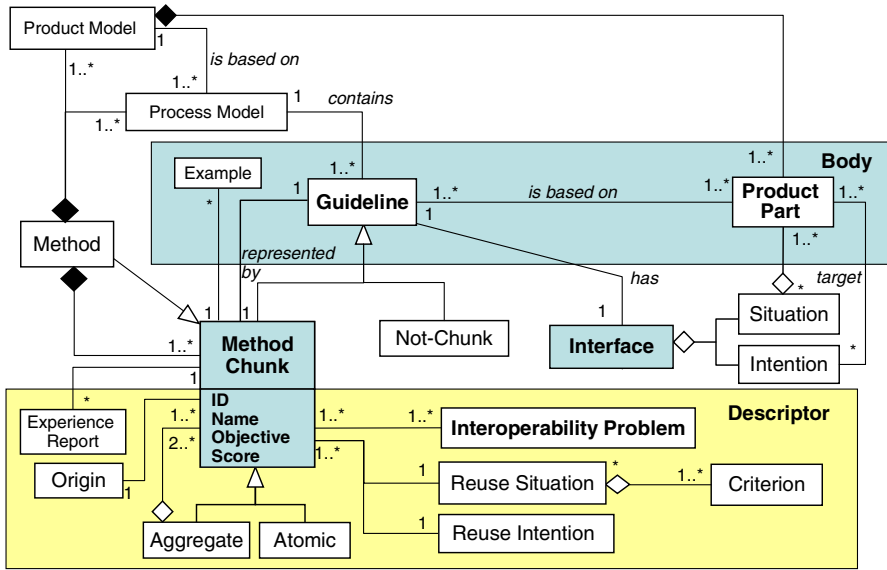 Product Model
1
is based on
1..*
1..*
Process Model
1
contains
1..*
1..*
1..*
Body
Example
*
1
Guideline
1..*
1
is based on
1..*
Product
Part
1..*
1..*
Method
represented
by
has
target
1
1
1
*
Situation
Method
Chunk
Not-Chunk
Interface
Intention
*
1..*
1
*
Experience
Report
ID
Name
Objective
Score
1..*
2..*
1..*
1..*
1..*
Interoperability Problem
Descriptor
Origin
1
1
Reuse Situation
*
1..*
Criterion
Aggregate
Atomic
1
Reuse Intention